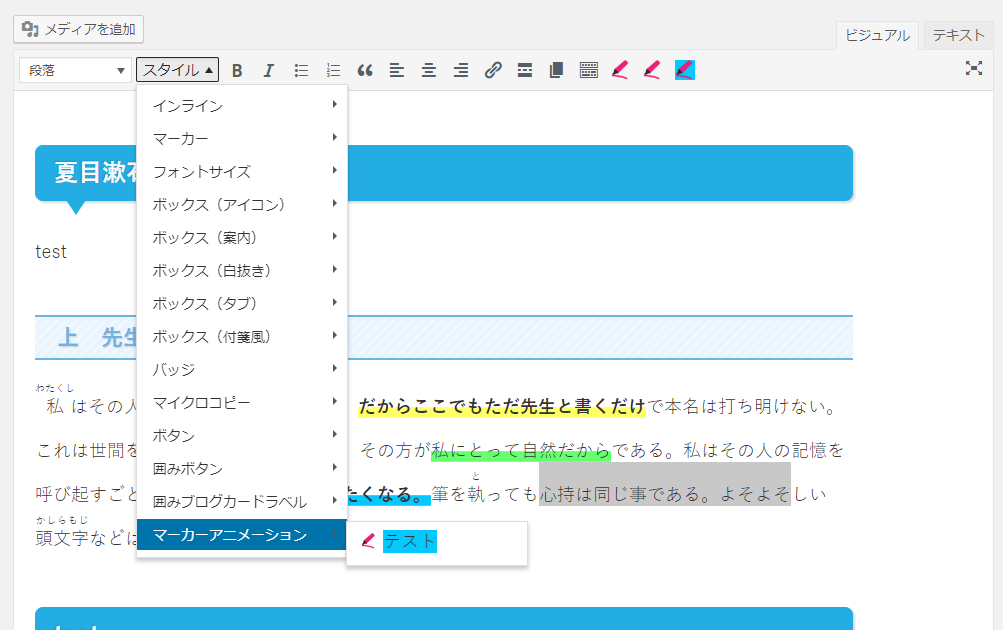 メディアを追加
ビジュアル テキスト
段落 スタイル B I
インライン
マーカー
フォントサイズ
ボックス（アイコン）
ボックス（案内）
ボックス（白抜き）
ボックス（タブ）
ボックス（付箋風）
バッジ
マイクロコピー
ボタン
囲みボタン
囲みブログカードラベル
マーカーアニメーション
テスト
夏目漱
test
上 先生
わたくし
私はその人 だからここでもただ先生と書くだけで本名は打ち明けない。
これは世間を その方が私にとって自然だからである。私はその人の記憶を
と
呼び起すごと たくなる。筆を執っても心持は同じ事である。よそよそしい
かしらもじ
頭文字などは